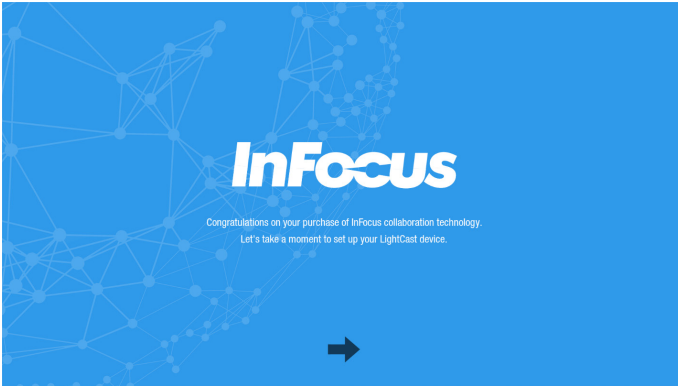 InFocus
Congratulations on your purchase of InFocus collaboration technology.
Let's take a moment to set up your LightCast device.